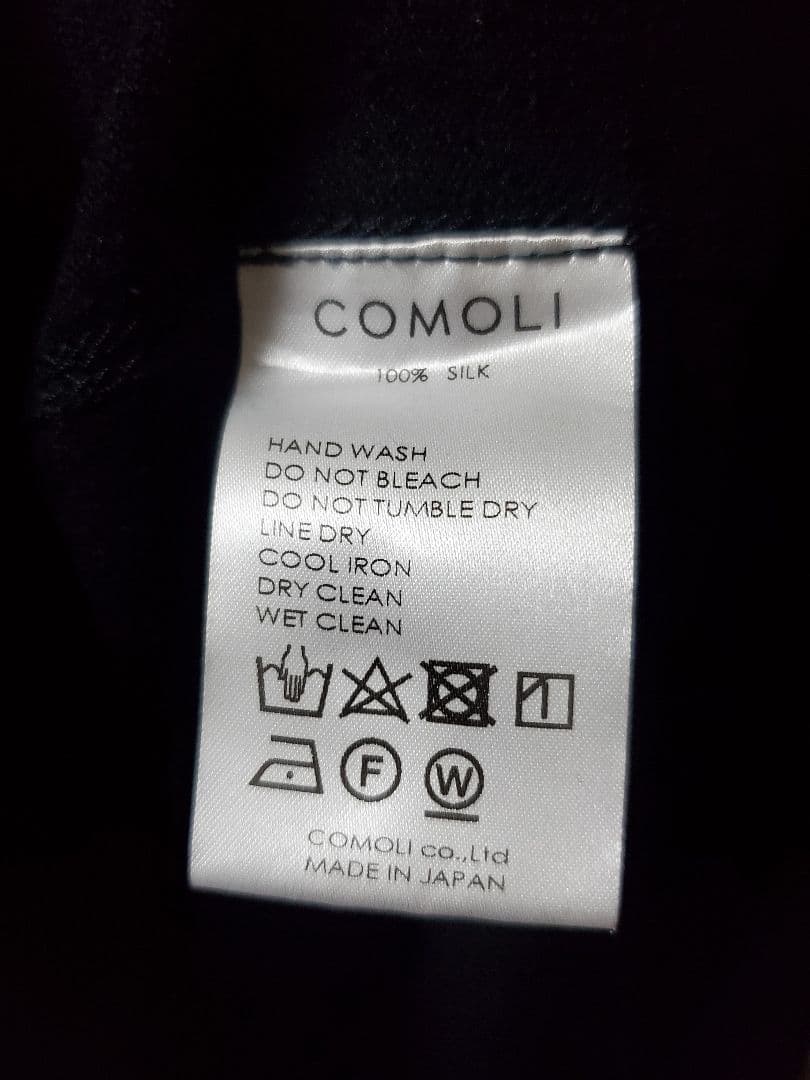 COMOLI
100% SILK
HAND WASH
DO NOT BLEACH
DO NOT TUMBLE DRY
LINE DRY
COOL IRON
DRY CLEAN
WET CLEAN
F W
COMOLI co.,Ltd
MADE IN JAPAN